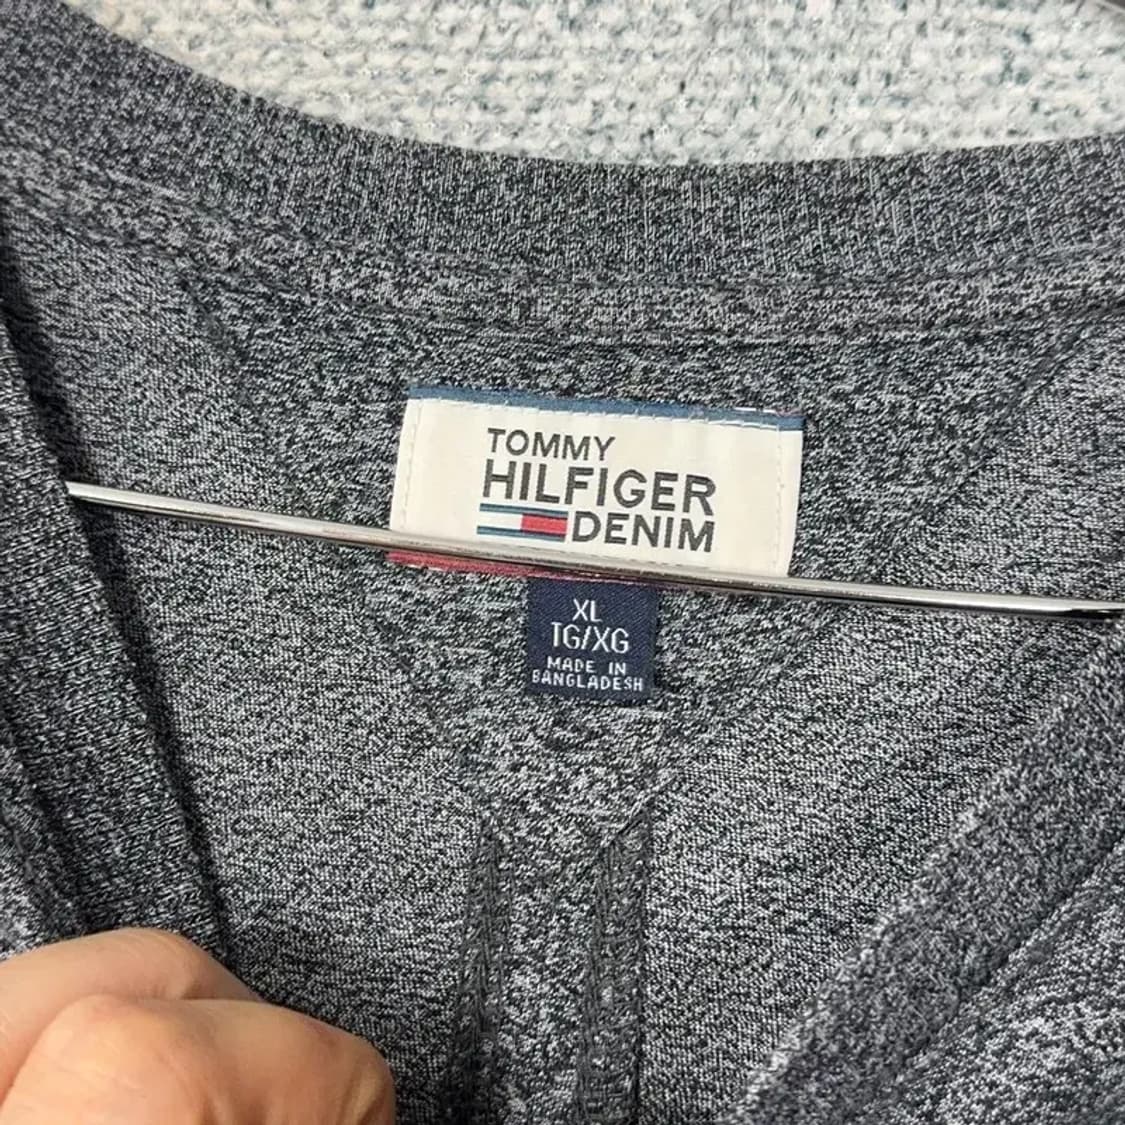 TOMMY
HILFIGER
DENIM
XL
TG/XG
MADE IN
BANGLADESH